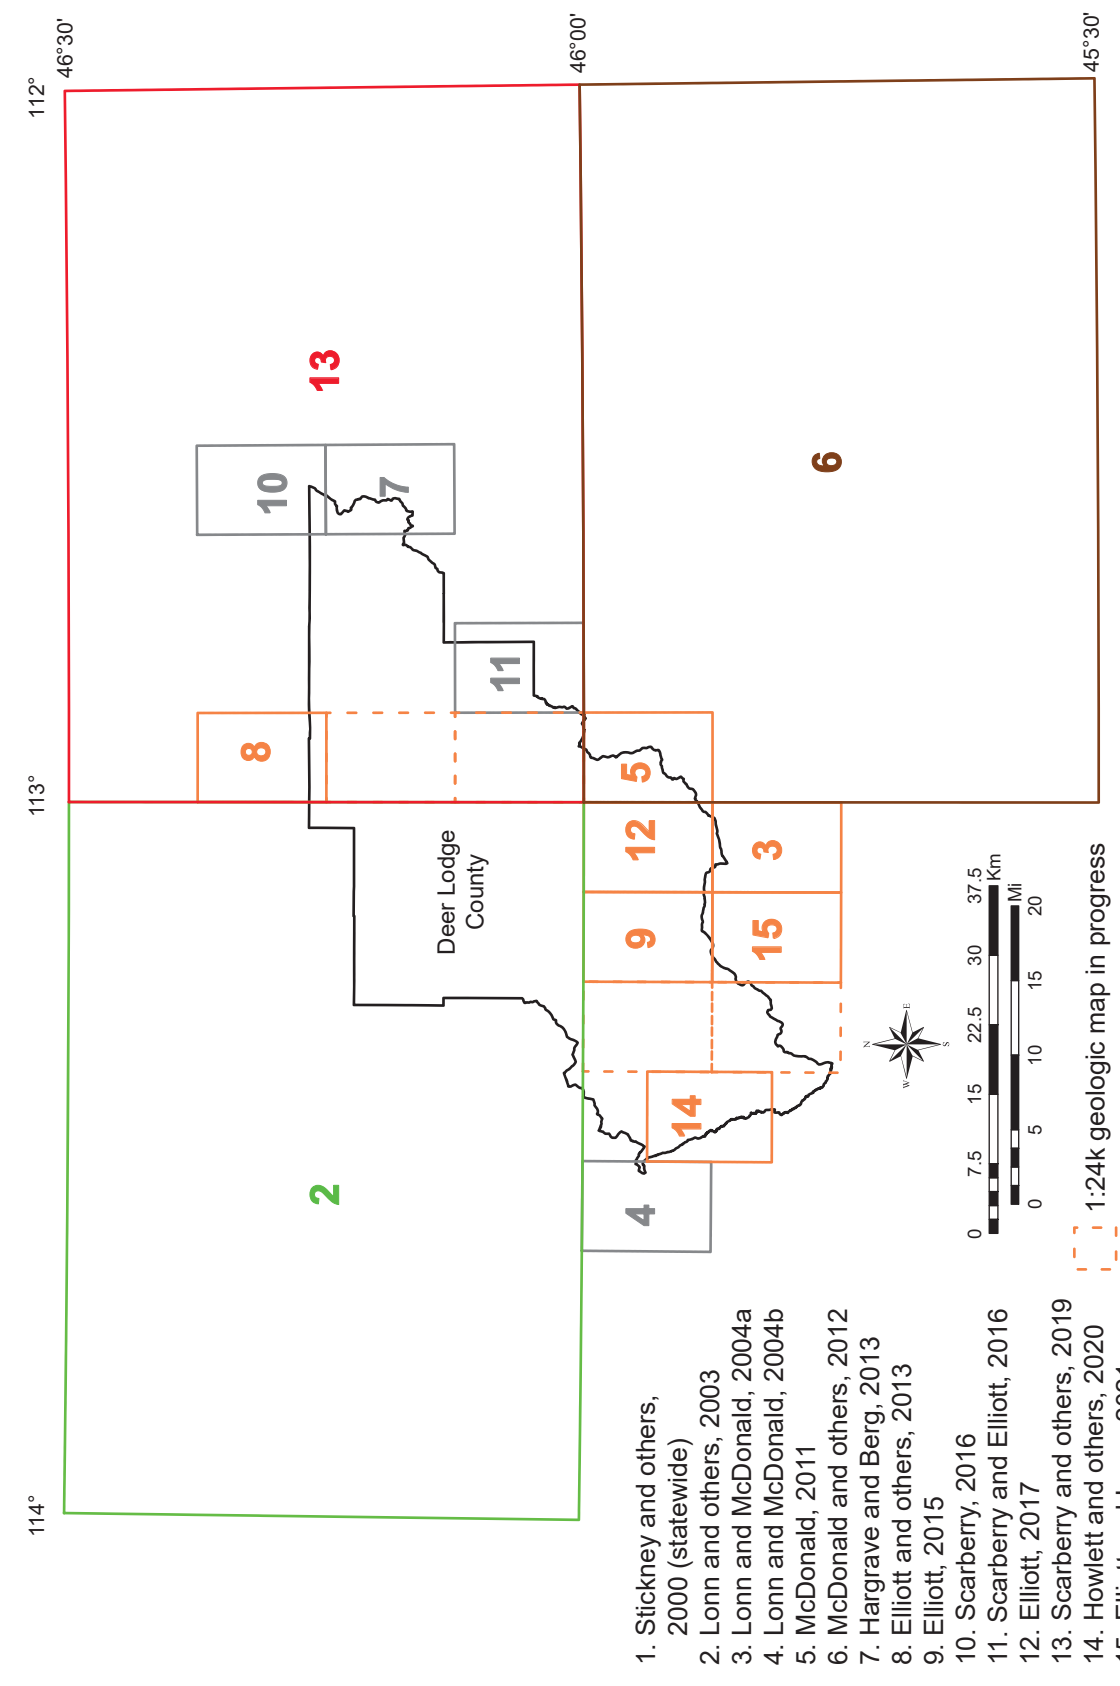 114°
113°
112°
46°30'
46°00'
45°30'
2
13
10
7
8
11
Deer Lodge
County
4
14
9
12
5
15
3
6
N
W
E
S
0
7.5
15
22.5
30
37.5
Km
Mi
0
5
10
15
20
1. Stickney and others,
2000 (statewide)
2. Lonn and others, 2003
3. Lonn and McDonald, 2004a
4. Lonn and McDonald, 2004b
5. McDonald, 2011
6. McDonald and others, 2012
7. Hargrave and Berg, 2013
8. Elliott and others, 2013
9. Elliott, 2015
10. Scarberry, 2016
11. Scarberry and Elliott, 2016
12. Elliott, 2017
13. Scarberry and others, 2019
14. Howlett and others, 2020
1:24k geologic map in progress